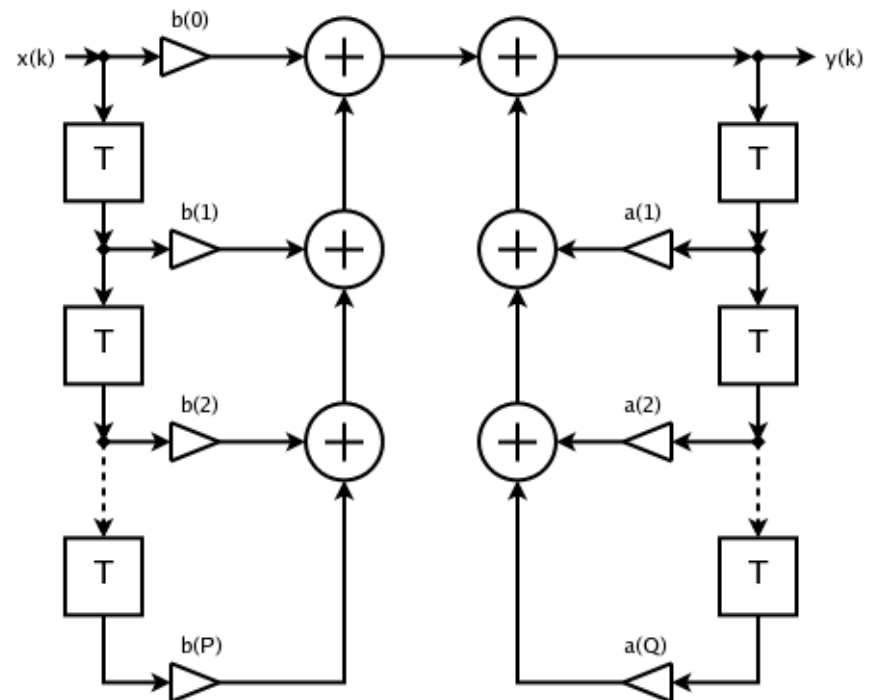 b(0)
x(k) + + y(k)
T T
b(1) a(1)
+ +
T T
b(2) a(2)
+ +
T T
b(P) a(Q)